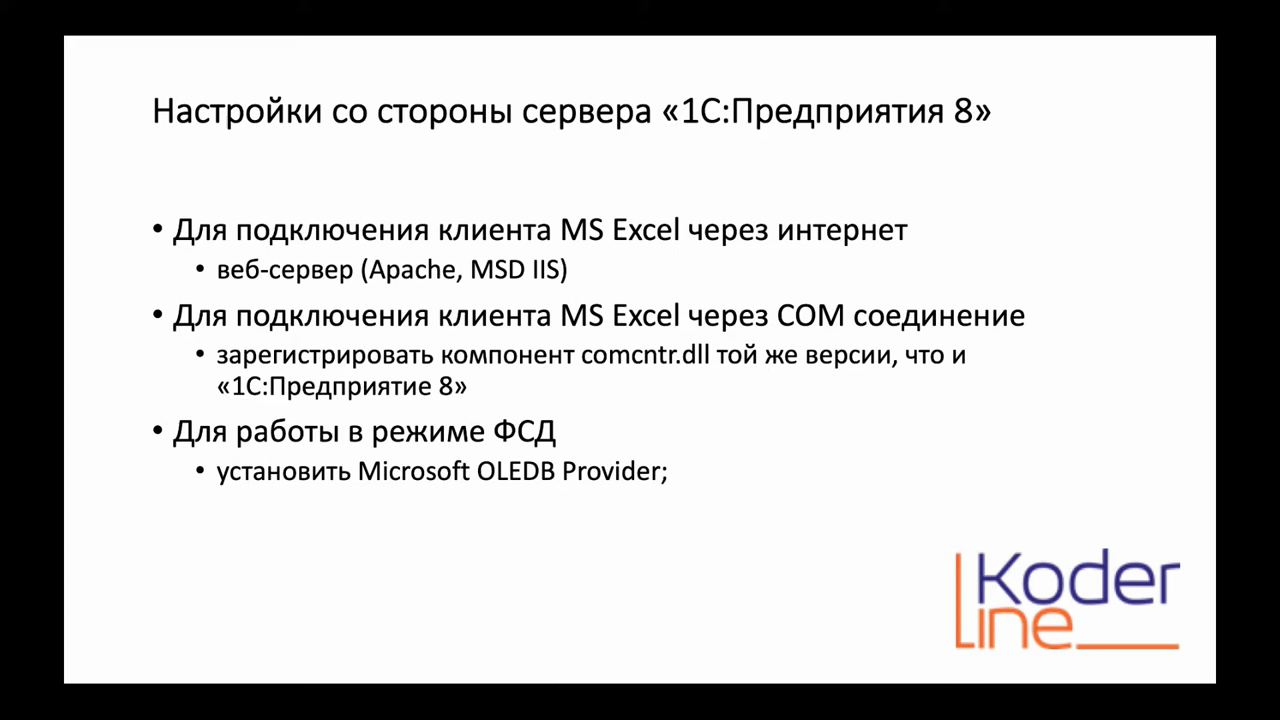 Настройки со стороны сервера «1С:Предприятия 8»
• Для подключения клиента MS Excel через интернет
• веб-сервер (Apache, MSD IIS)
• Для подключения клиента MS Excel через COM соединение
• зарегистрировать компонент comcntr.dll той же версии, что и
«1С:Предприятие 8»
• Для работы в режиме ФСД
• установить Microsoft OLEDB Provider;
Koder
Line